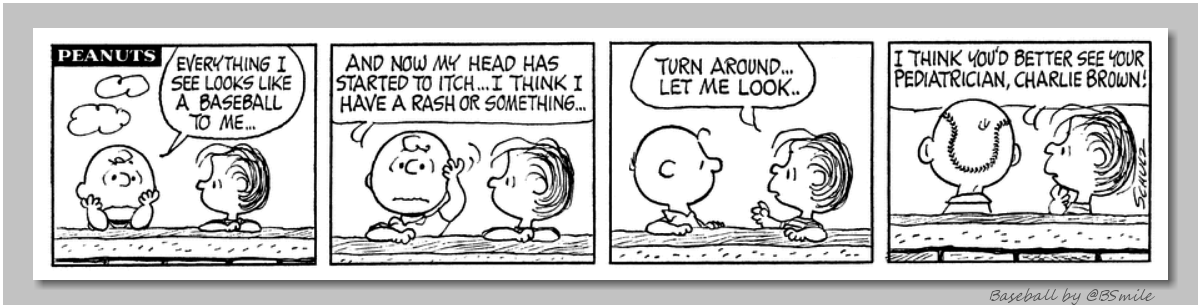 PEANUTS
EVERYTHING I
SEE LOOKS LIKE
A BASEBALL
TO ME...
AND NOW MY HEAD HAS
STARTED TO ITCH...I THINK I
HAVE A RASH OR SOMETHING...
TURN AROUND...
LET ME LOOK..
I THINK YOU'D BETTER SEE YOUR
PEDIATRICIAN, CHARLIE BROWN!
SCHULZ
Baseball by @BSmile